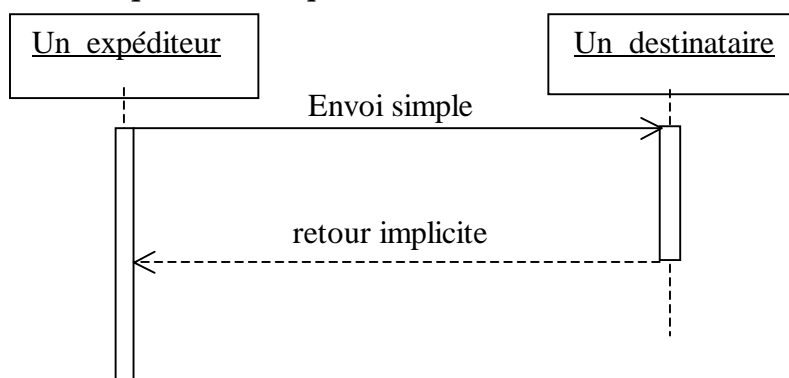 Un expéditeur
Un destinataire
Envoi simple
retour implicite